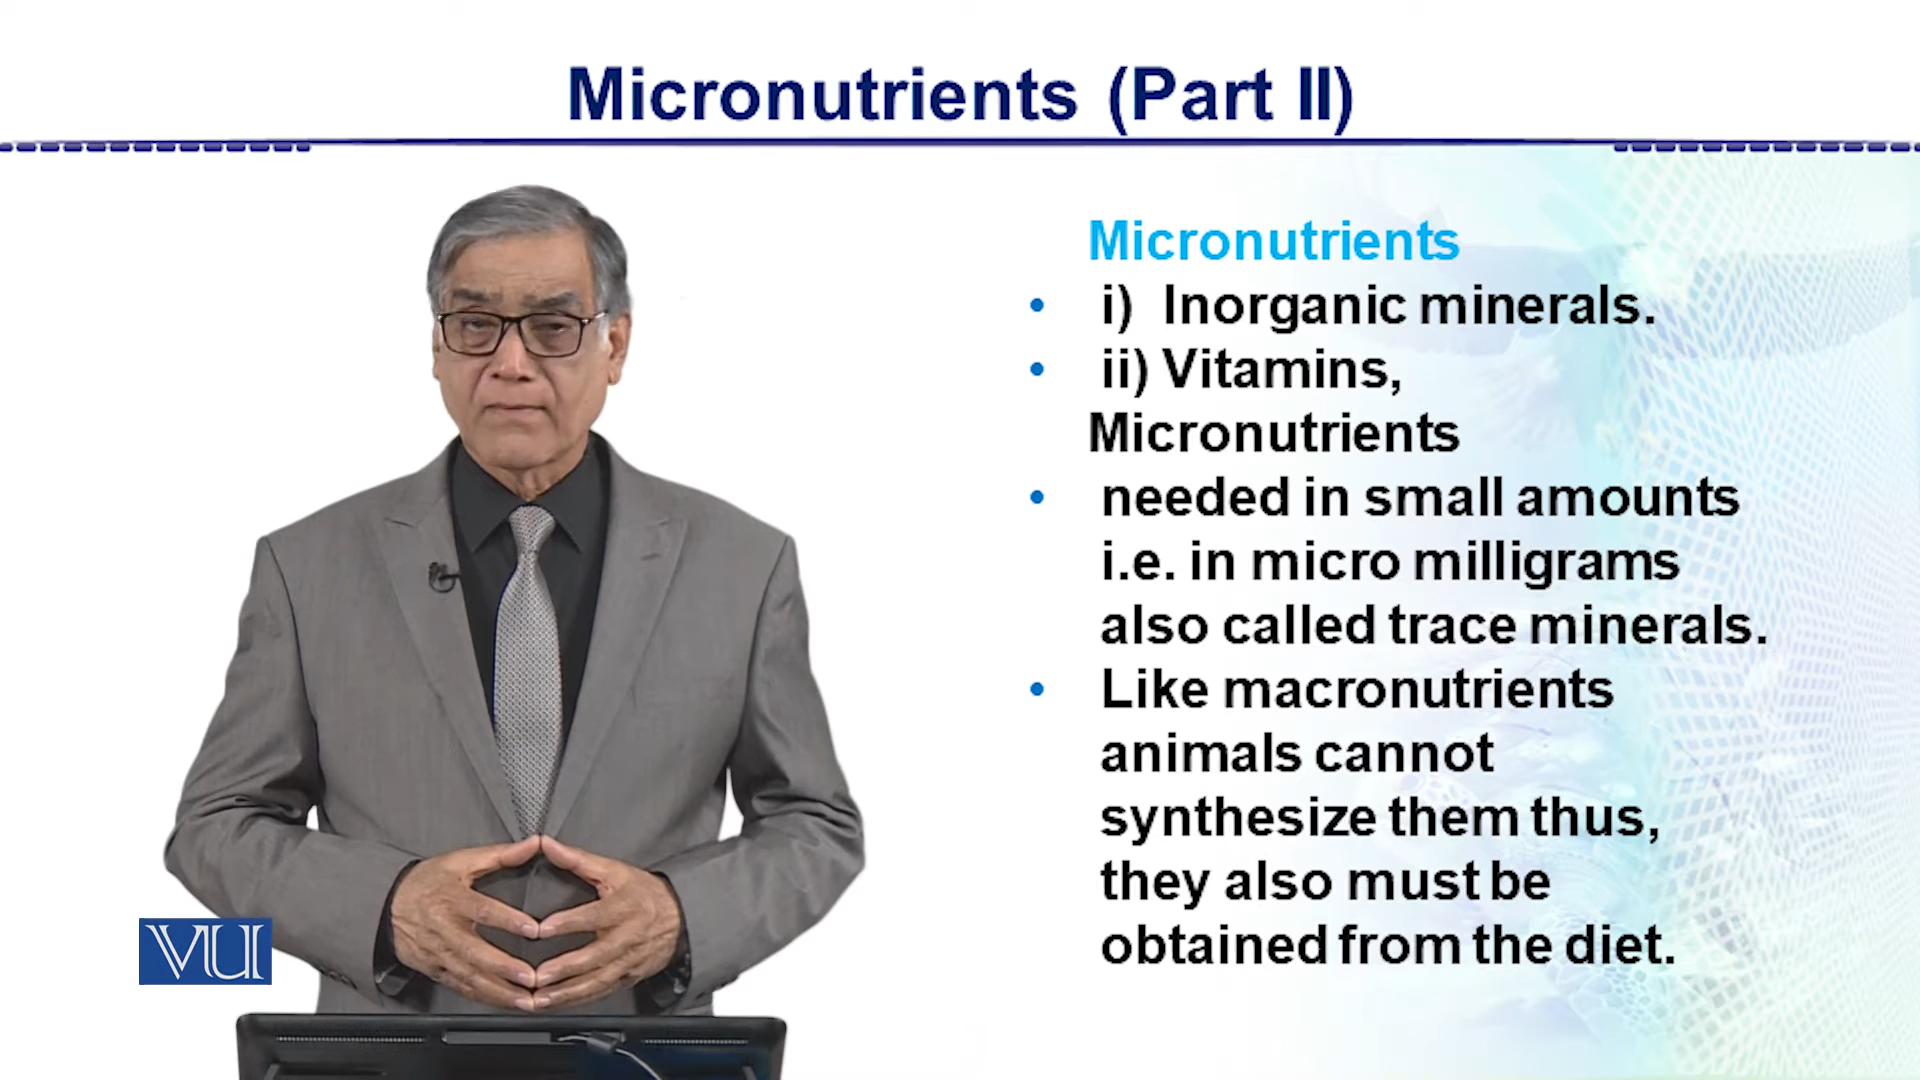 Micronutrients (Part II)
Micronutrients
• i) Inorganic minerals.
• ii) Vitamins,
Micronutrients
• needed in small amounts
i.e. in micro milligrams
also called trace minerals.
• Like macronutrients
animals cannot
synthesize them thus,
they also must be
obtained from the diet.
VU